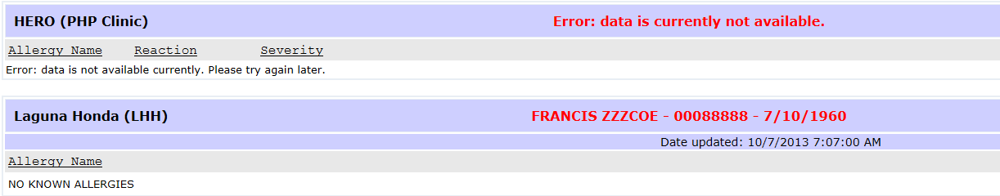 HERO (PHP Clinic) Error: data is currently not available.
Allergy Name Reaction Severity
Error: data is not available currently. Please try again later.
Laguna Honda (LHH) FRANCIS ZZZCOE - 00088888 - 7/10/1960
Date updated: 10/7/2013 7:07:00 AM
Allergy Name
NO KNOWN ALLERGIES